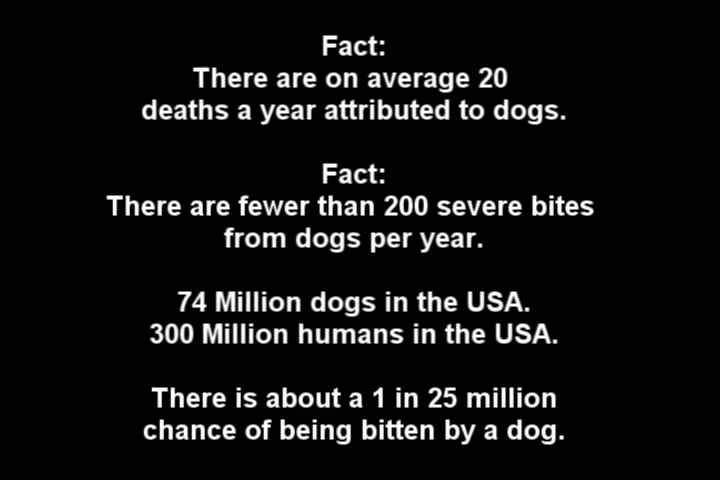 Fact:
There are on average 20
deaths a year attributed to dogs.
Fact:
There are fewer than 200 severe bites
from dogs per year.
74 Million dogs in the USA.
300 Million humans in the USA.
There is about a 1 in 25 million
chance of being bitten by a dog.